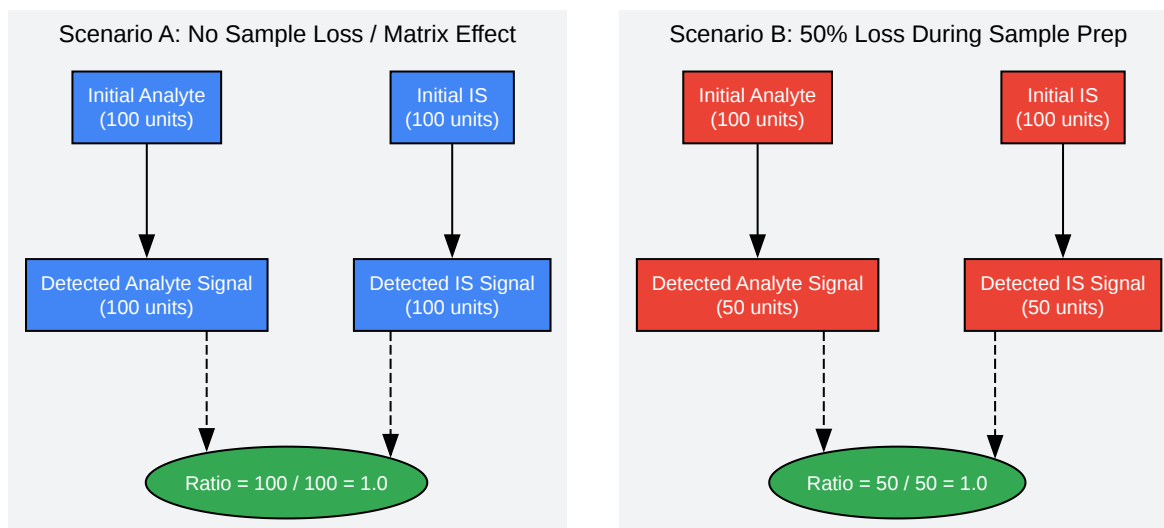 Scenario A: No Sample Loss / Matrix Effect
Initial Analyte
(100 units)
Initial IS
(100 units)
Detected Analyte Signal
(100 units)
Detected IS Signal
(100 units)
Ratio = 100 / 100 = 1.0
Scenario B: 50% Loss During Sample Prep
Initial Analyte
(100 units)
Initial IS
(100 units)
Detected Analyte Signal
(50 units)
Detected IS Signal
(50 units)
Ratio = 50 / 50 = 1.0